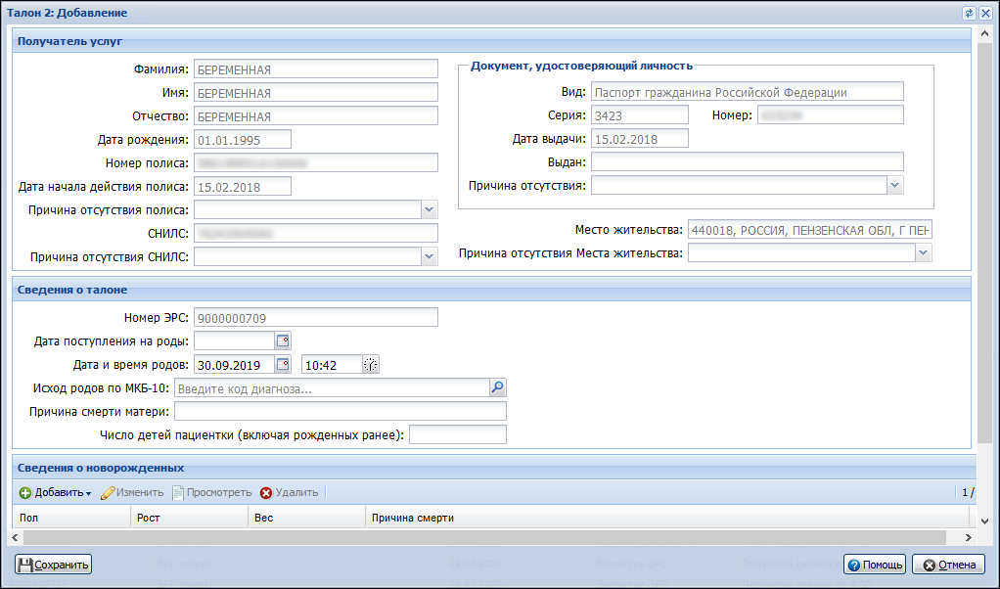 Талон 2: Добавление
Получатель услуг
Фамилия: БЕРЕМЕННАЯ
Имя: БЕРЕМЕННАЯ
Отчество: БЕРЕМЕННАЯ
Дата рождения: 01.01.1995
Номер полиса:
Дата начала действия полиса: 15.02.2018
Причина отсутствия полиса:
СНИЛС:
Причина отсутствия СНИЛС:
Документ, удостоверяющий личность
Вид: Паспорт гражданина Российской Федерации
Серия: 3423 Номер:
Дата выдачи: 15.02.2018
Выдан:
Причина отсутствия:
Место жительства: 440018, РОССИЯ, ПЕНЗЕНСКАЯ ОБЛ, Г ПЕН
Причина отсутствия Места жительства:
Сведения о талоне
Номер ЭРС: 9000000709
Дата поступления на роды:
Дата и время родов: 30.09.2019 10:42
Исход родов по МКБ-10: Введите код диагноза...
Причина смерти матери:
Число детей пациентки (включая рожденных ранее):
Сведения о новорожденных
Добавить Изменить Просмотреть Удалить 1 /
Пол Рост Вес Причина смерти
Сохранить Помощь Отмена